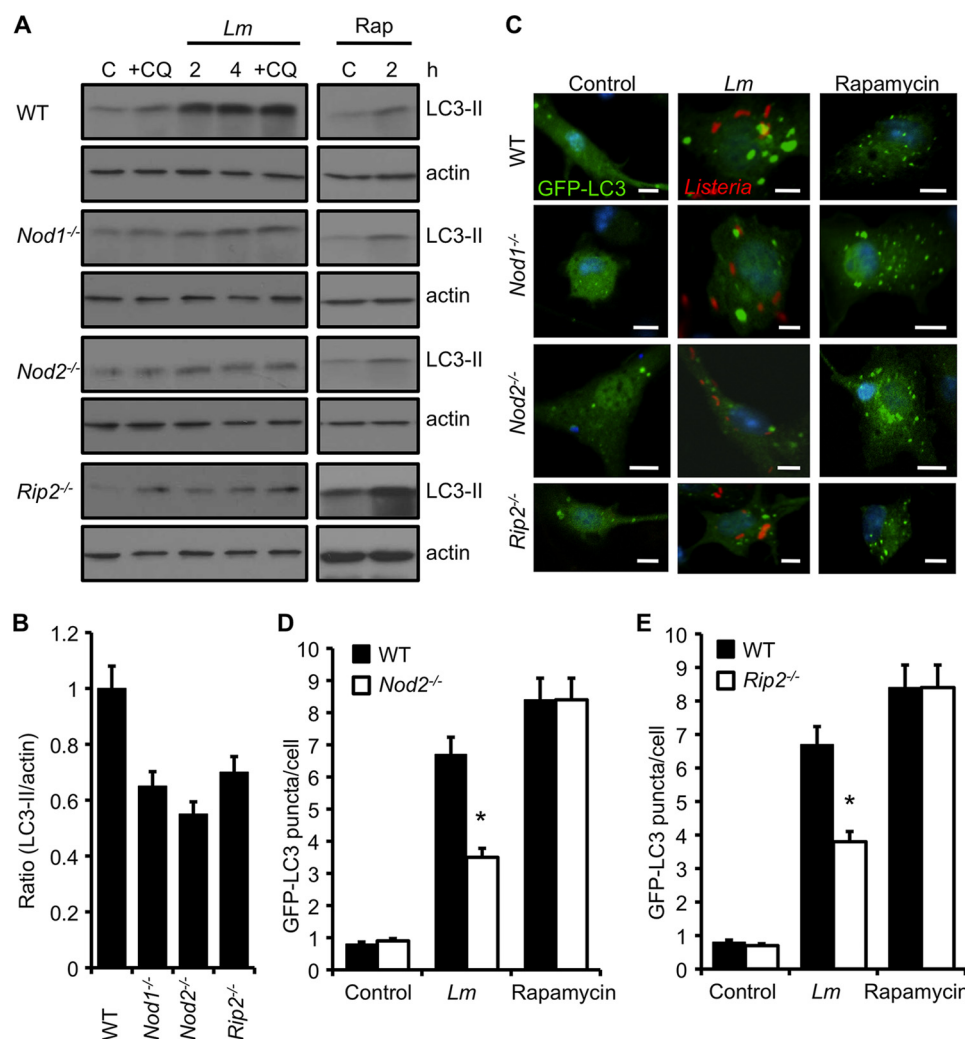 A
Lm
Rap
C +CQ 2 4 +CQ C 2 h
WT
LC3-II
actin
Nod1-/-
LC3-II
actin
Nod2-/-
LC3-II
actin
Rip2-/-
LC3-II
actin
C
Control Lm Rapamycin
WT
GFP-LC3
Listeria
Nod1-/-
Nod2-/-
Rip2-/-
B
Ratio (LC3-II/actin)
1.2
1
0.8
0.6
0.4
0.2
0
WT Nod1-/- Nod2-/- Rip2-/-
D
WT
Nod2-/-
GFP-LC3 puncta/cell
10
9
8
7
6
5
4
3
2
1
0
*
Control Lm Rapamycin
E
WT
Rip2-/-
GFP-LC3 puncta/cell
10
9
8
7
6
5
4
3
2
1
0
*
Control Lm Rapamycin